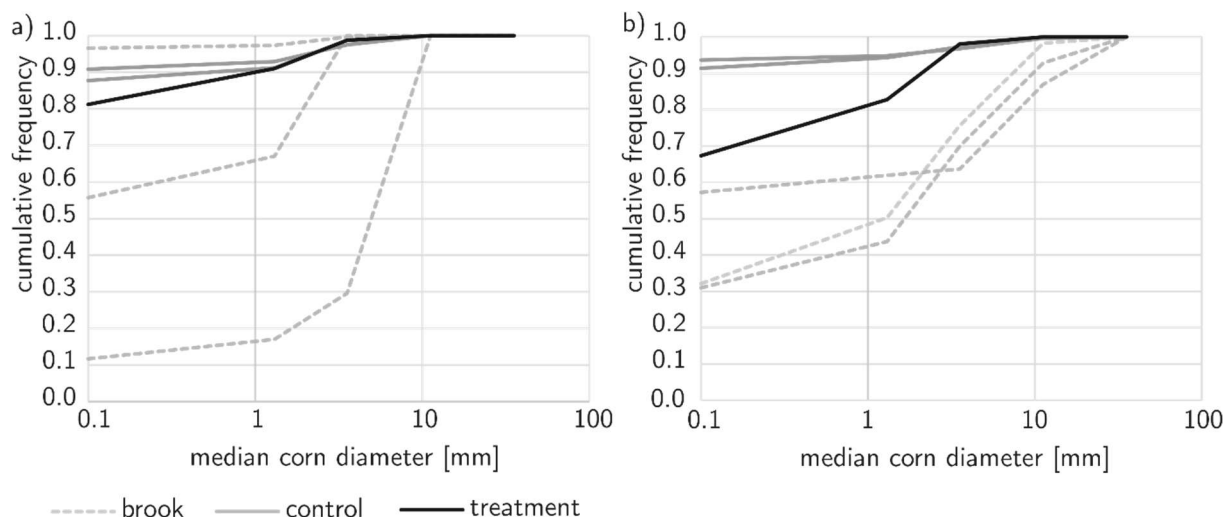 a)
1.0
0.9
0.8
0.7
0.6
0.5
0.4
0.3
0.2
0.1
0.0
cumulative frequency
0.1 1 10 100
median corn diameter [mm]
b)
1.0
0.9
0.8
0.7
0.6
0.5
0.4
0.3
0.2
0.1
0.0
cumulative frequency
0.1 1 10 100
median corn diameter [mm]
brook control treatment